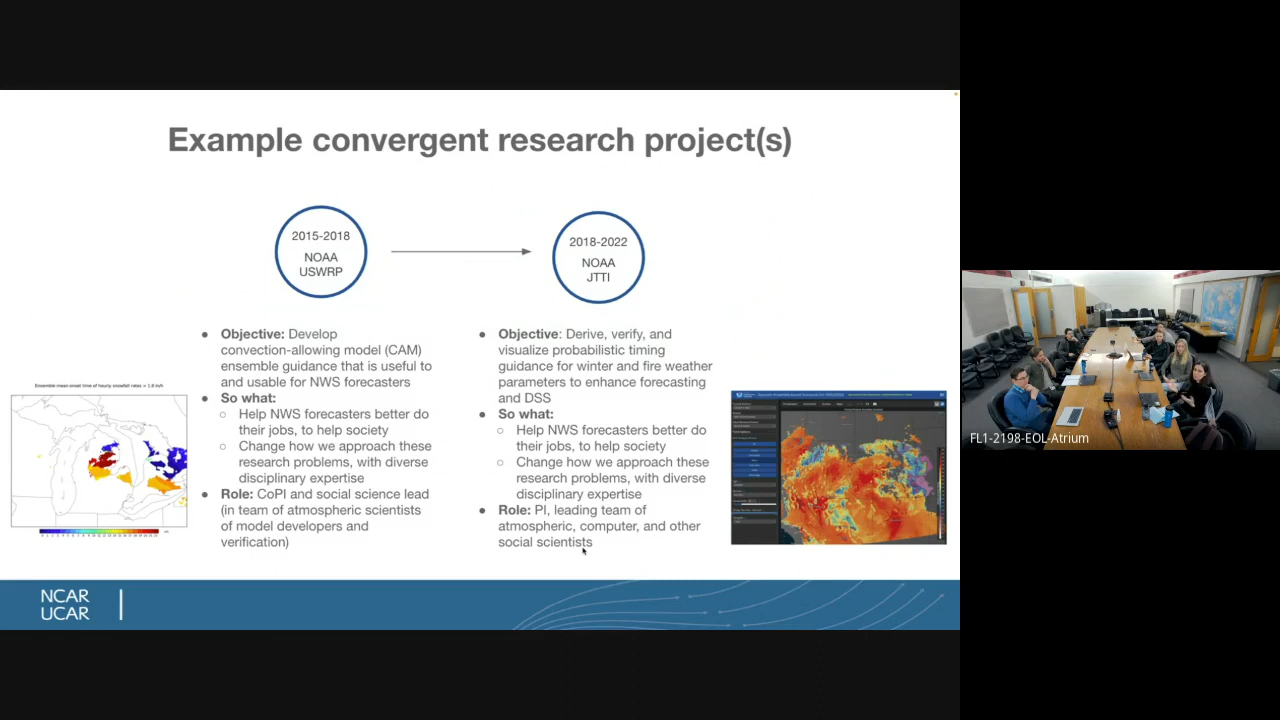 Example convergent research project(s)
2015-2018
NOAA
USWRP
2018-2022
NOAA
JTTI
Objective: Develop
convection-allowing model (CAM)
ensemble guidance that is useful to
and usable for NWS forecasters
So what:
Help NWS forecasters better do
their jobs, to help society
Change how we approach these
research problems, with diverse
disciplinary expertise
Role: CoPI and social science lead
(in team of atmospheric scientists
of model developers and
verification)
Objective: Derive, verify, and
visualize probabilistic timing
guidance for winter and fire weather
parameters to enhance forecasting
and DSS
So what:
Help NWS forecasters better do
their jobs, to help society
Change how we approach these
research problems, with diverse
disciplinary expertise
Role: PI, leading team of
atmospheric, computer, and other
social scientists
Ensemble mean onset time of hourly snowfall rates >
NCAR
UCAR
FL1-2198-EOL-Atrium